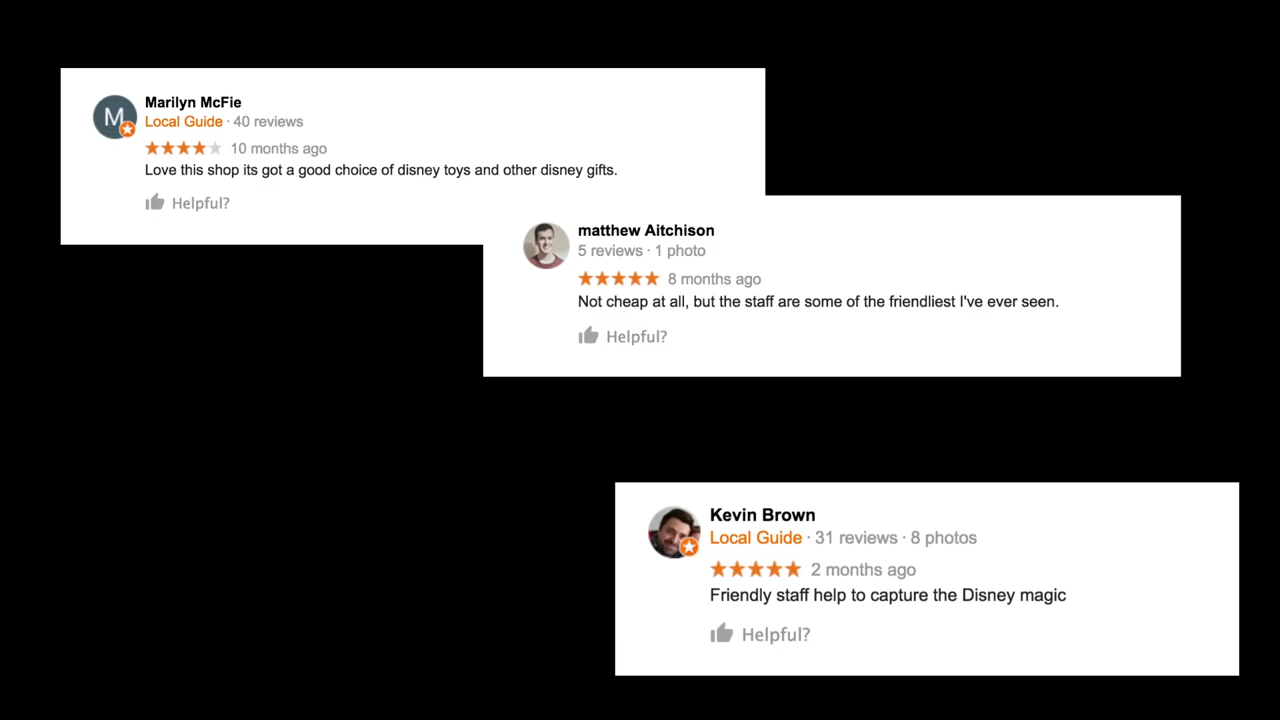 M
Marilyn McFie
Local Guide · 40 reviews
10 months ago
Love this shop its got a good choice of disney toys and other disney gifts.
Helpful?
matthew Aitchison
5 reviews · 1 photo
8 months ago
Not cheap at all, but the staff are some of the friendliest I've ever seen.
Helpful?
Kevin Brown
Local Guide · 31 reviews · 8 photos
2 months ago
Friendly staff help to capture the Disney magic
Helpful?